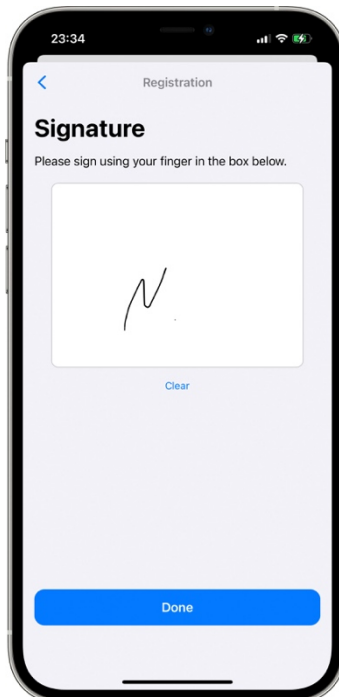 23:34
Registration
Signature
Please sign using your finger in the box below.
N.
Clear
Done